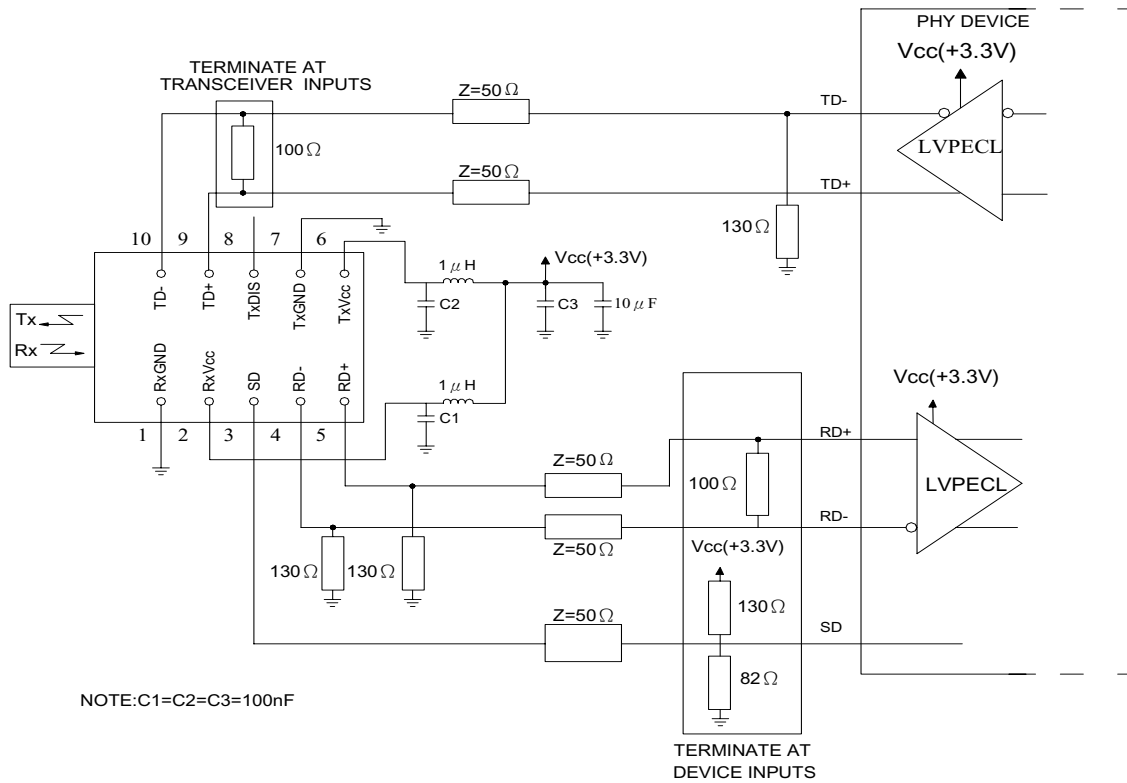 PHY DEVICE
Vcc(+3.3V)
TERMINATE AT
TRANSCEIVER INPUTS
Z=50Ω
TD-
LVPECL
100Ω
Z=50Ω
TD+
130Ω
10 9 8 7 6
1μH
Vcc(+3.3V)
C2
C3
10μF
TD-
TD+
TxDIS
TxGND
TxVcc
Tx
Rx
RxGND
RxVcc
SD
RD-
RD+
1μH
C1
1 2 3 4 5
Vcc(+3.3V)
RD+
Z=50Ω
100Ω
LVPECL
RD-
Z=50Ω
Vcc(+3.3V)
130Ω
130Ω
130Ω
Z=50Ω
SD
82Ω
NOTE:C1=C2=C3=100nF
TERMINATE AT
DEVICE INPUTS